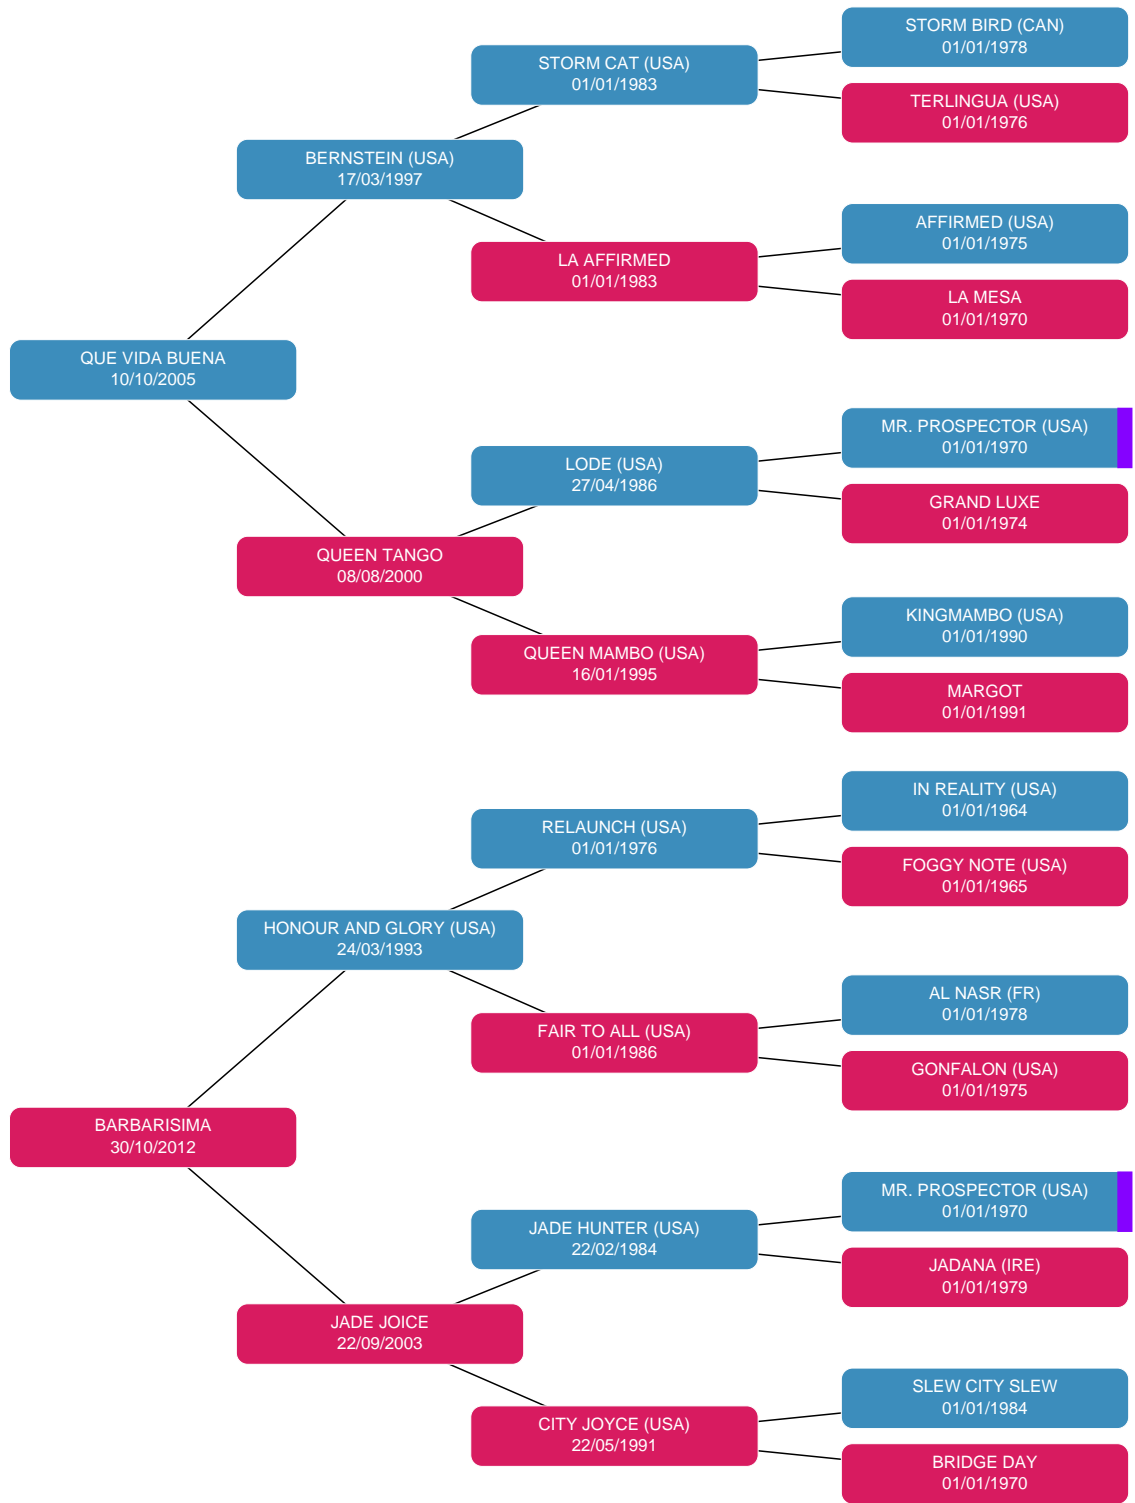 STORM BIRD (CAN)
01/01/1978
STORM CAT (USA)
01/01/1983
TERLINGUA (USA)
01/01/1976
BERNSTEIN (USA)
17/03/1997
AFFIRMED (USA)
01/01/1975
LA AFFIRMED
01/01/1983
LA MESA
01/01/1970
QUE VIDA BUENA
10/10/2005
MR. PROSPECTOR (USA)
01/01/1970
LODE (USA)
27/04/1986
GRAND LUXE
01/01/1974
QUEEN TANGO
08/08/2000
KINGMAMBO (USA)
01/01/1990
QUEEN MAMBO (USA)
16/01/1995
MARGOT
01/01/1991
IN REALITY (USA)
01/01/1964
RELAUNCH (USA)
01/01/1976
FOGGY NOTE (USA)
01/01/1965
HONOUR AND GLORY (USA)
24/03/1993
AL NASR (FR)
01/01/1978
FAIR TO ALL (USA)
01/01/1986
GONFALON (USA)
01/01/1975
BARBARISIMA
30/10/2012
MR. PROSPECTOR (USA)
01/01/1970
JADE HUNTER (USA)
22/02/1984
JADANA (IRE)
01/01/1979
JADE JOICE
22/09/2003
SLEW CITY SLEW
01/01/1984
CITY JOYCE (USA)
22/05/1991
BRIDGE DAY
01/01/1970